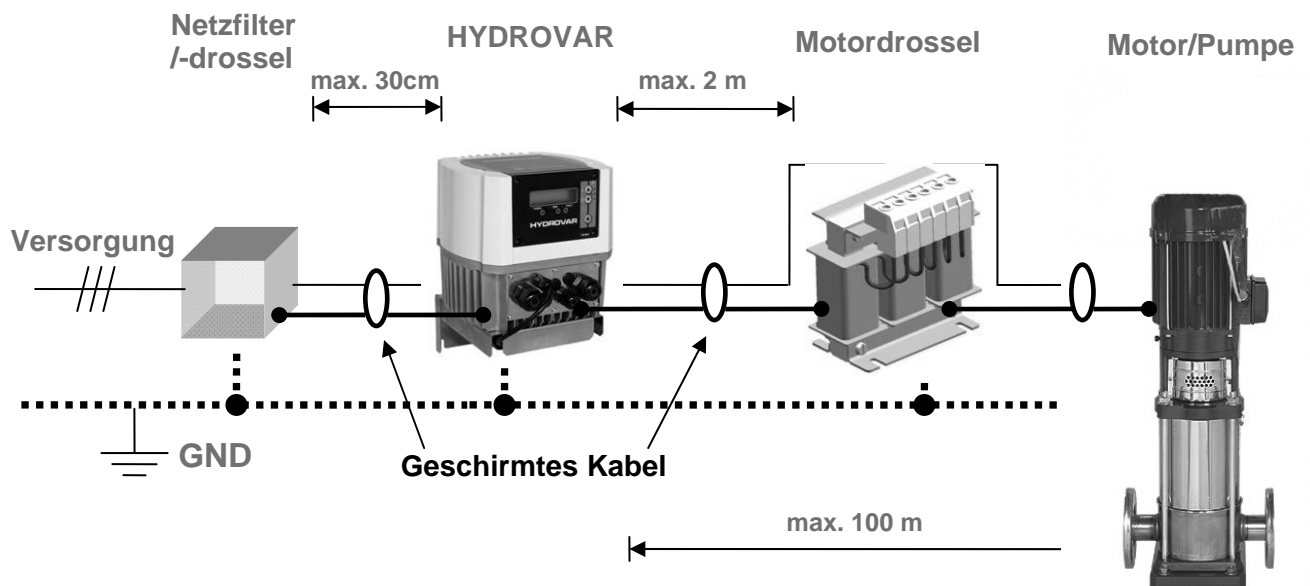 Netzfilter
/-drossel
HYDROVAR
Motordrossel
Motor/Pumpe
max. 30cm
max. 2 m
HYDROVAR
Versorgung
GND
Geschirmtes Kabel
max. 100 m